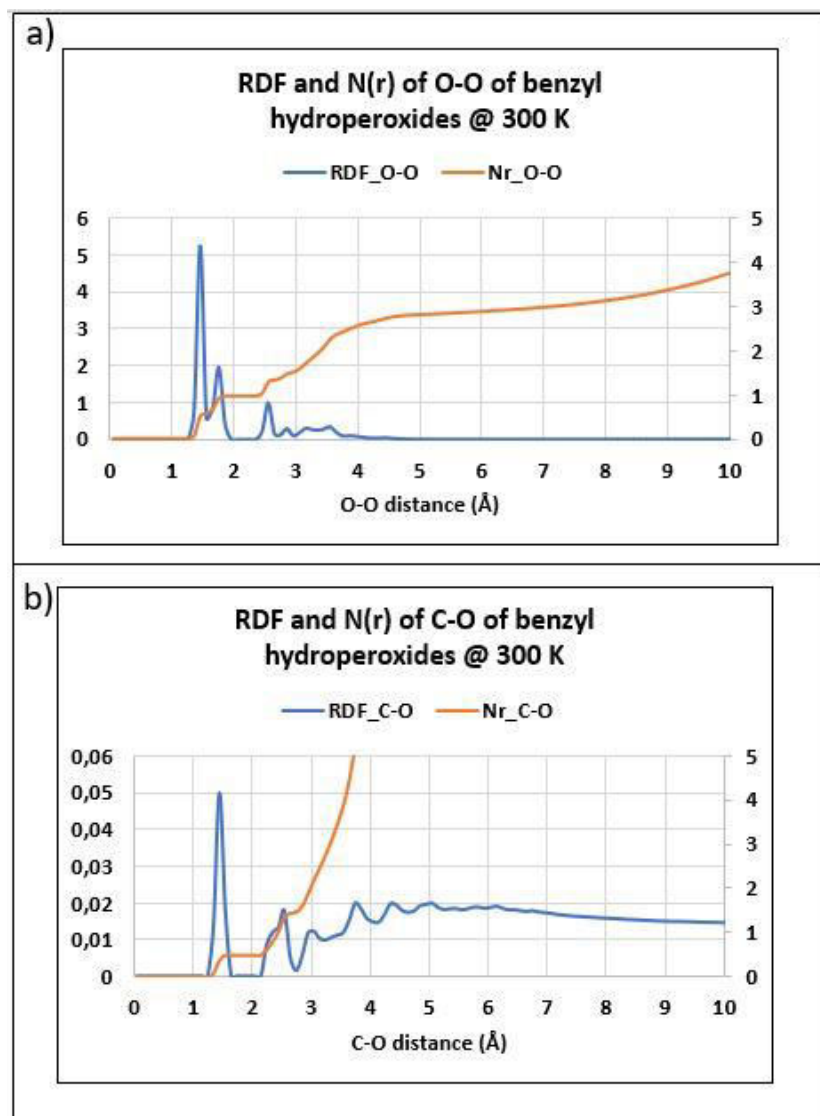 a)
RDF and N(r) of O-O of benzyl
hydroperoxides @ 300 K
RDF_O-O Nr_O-O
6 5
5 4
4 3
3 2
2 1
1 0
0
0 1 2 3 4 5 6 7 8 9 10
O-O distance (Å)
b)
RDF and N(r) of C-O of benzyl
hydroperoxides @ 300 K
RDF_C-O Nr_C-O
0,06 5
0,05 4
0,04 3
0,03 2
0,02 1
0,01 0
0
0 1 2 3 4 5 6 7 8 9 10
C-O distance (Å)